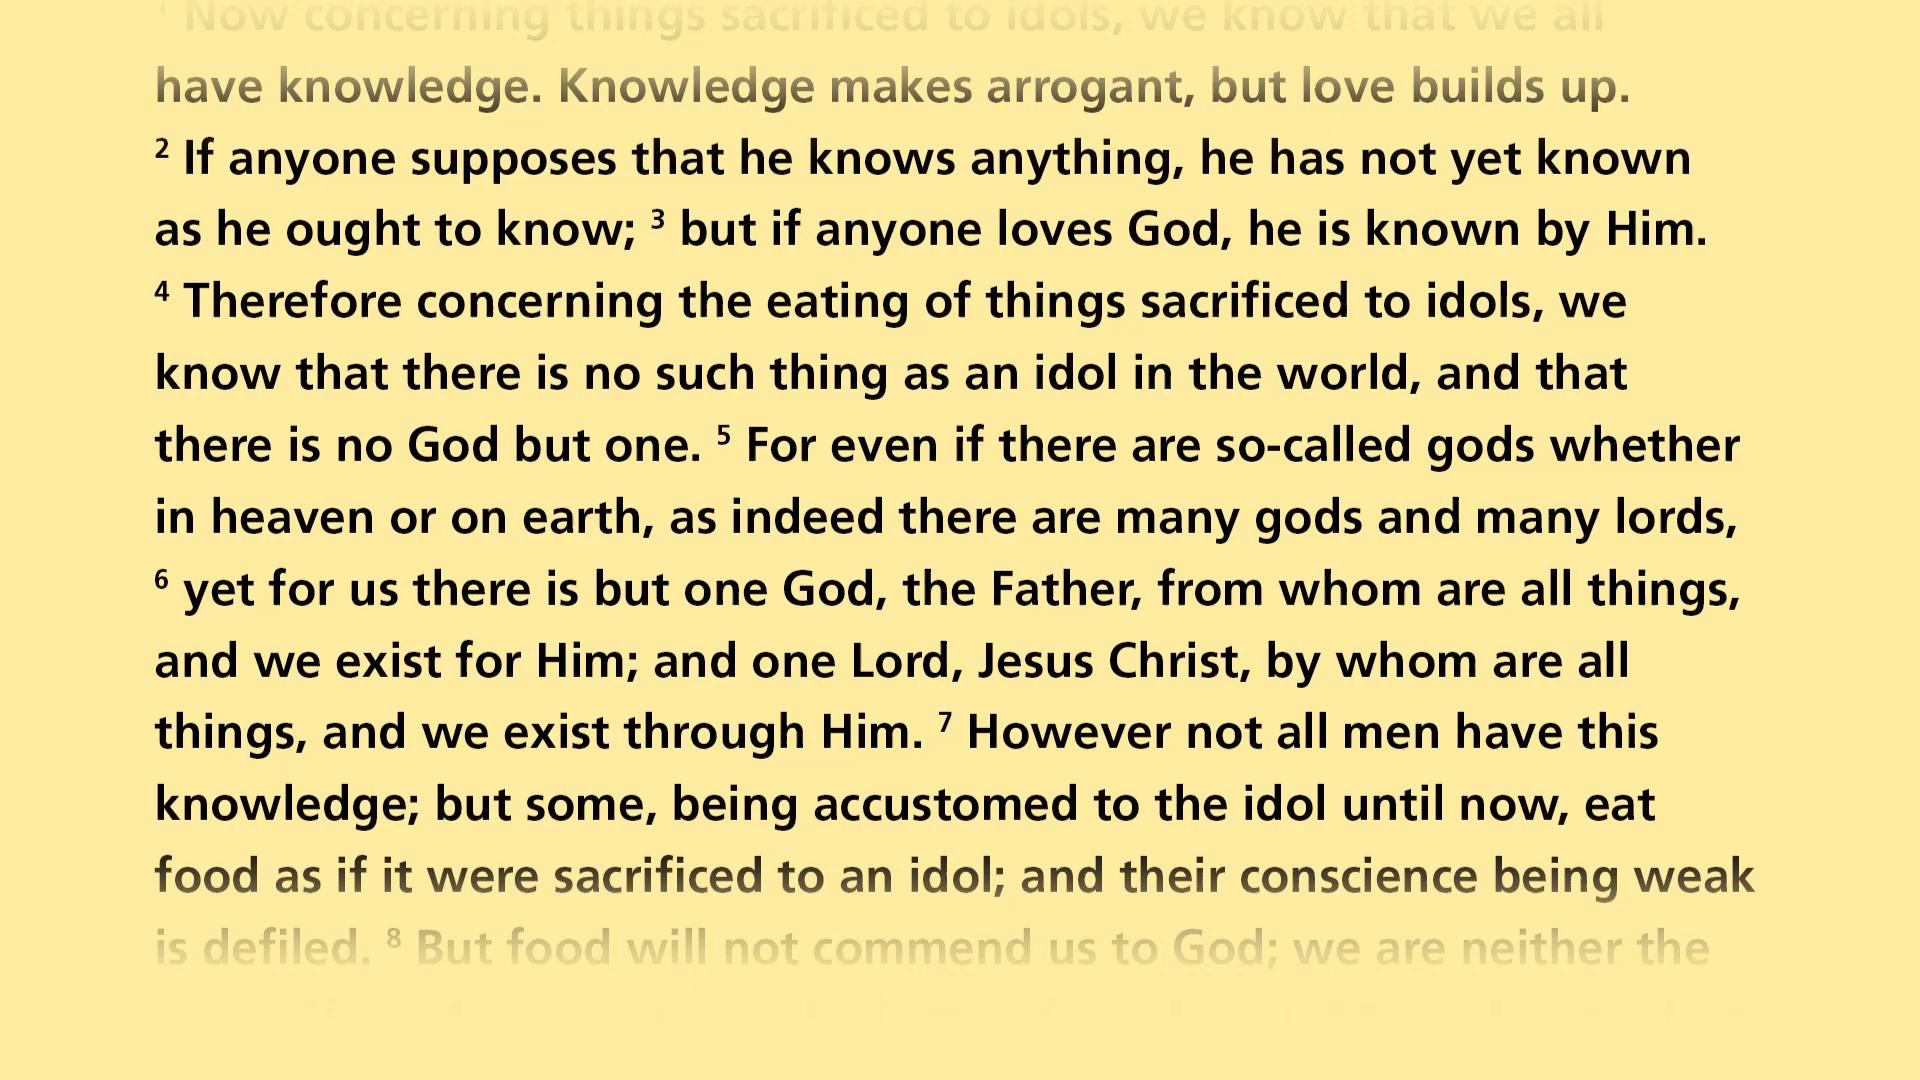 ¹ Now concerning things sacrificed to idols, we know that we all
have knowledge. Knowledge makes arrogant, but love builds up.
² If anyone supposes that he knows anything, he has not yet known
as he ought to know; ³ but if anyone loves God, he is known by Him.
⁴ Therefore concerning the eating of things sacrificed to idols, we
know that there is no such thing as an idol in the world, and that
there is no God but one. ⁵ For even if there are so-called gods whether
in heaven or on earth, as indeed there are many gods and many lords,
⁶ yet for us there is but one God, the Father, from whom are all things,
and we exist for Him; and one Lord, Jesus Christ, by whom are all
things, and we exist through Him. ⁷ However not all men have this
knowledge; but some, being accustomed to the idol until now, eat
food as if it were sacrificed to an idol; and their conscience being weak
is defiled. ⁸ But food will not commend us to God; we are neither the